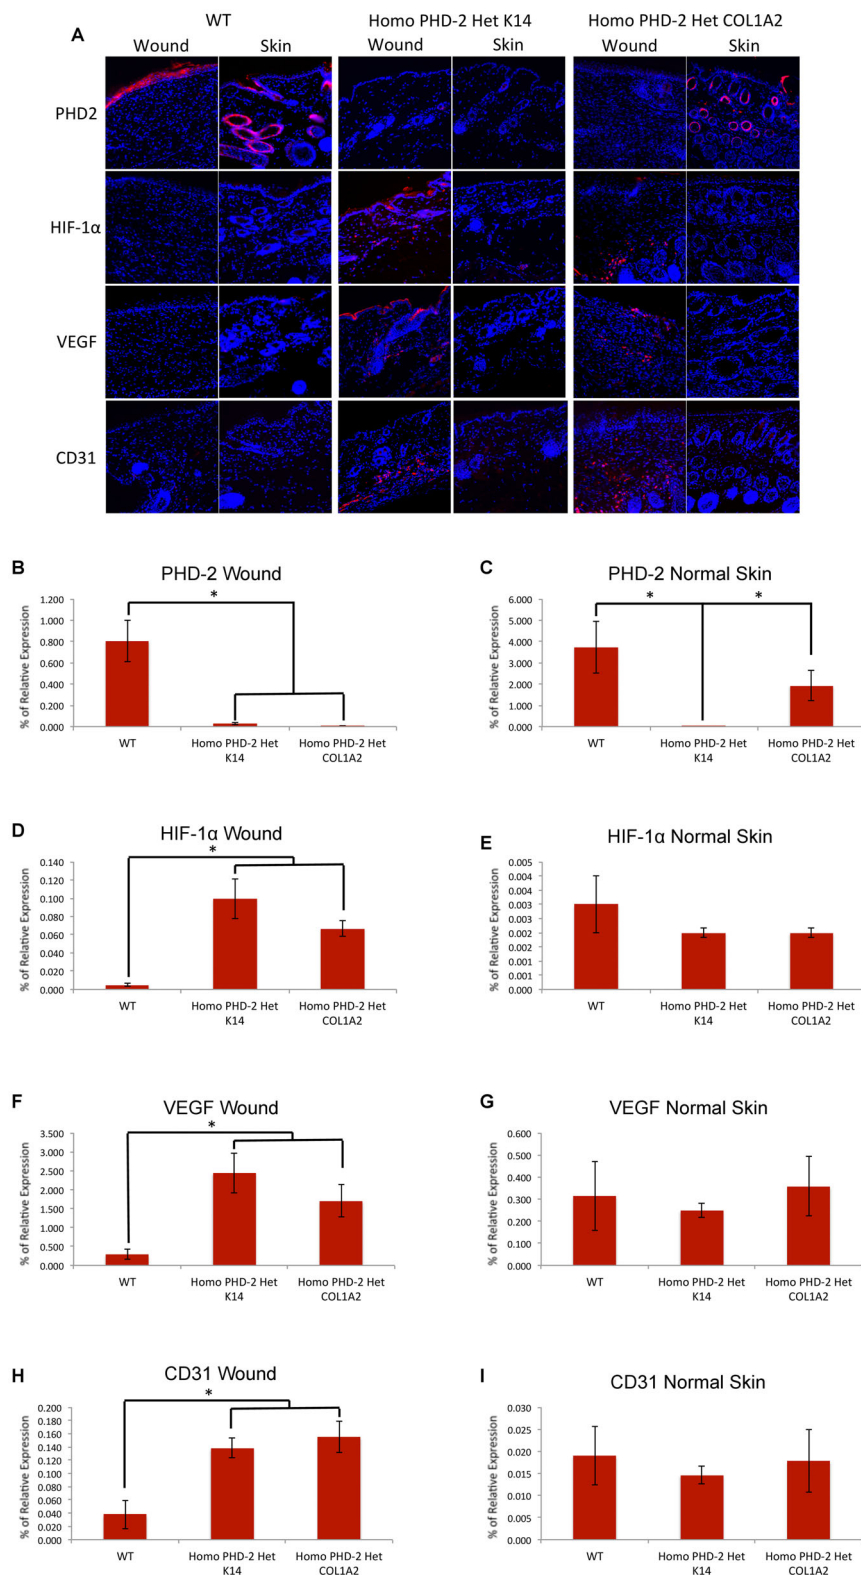 WT
Homo PHD-2 Het K14
Homo PHD-2 Het COL1A2
A
Wound
Skin
Wound
Skin
Wound
Skin
PHD2
HIF-1α
VEGF
CD31
B
PHD-2 Wound
% of Relative Expression
1.200
1.000
0.800
0.600
0.400
0.200
0.000
*
WT
Homo PHD-2 Het
K14
Homo PHD-2 Het
COL1A2
C
PHD-2 Normal Skin
% of Relative Expression
6.000
5.000
4.000
3.000
2.000
1.000
0.000
*
*
WT
Homo PHD-2 Het
K14
Homo PHD-2 Het
COL1A2
D
HIF-1α Wound
% of Relative Expression
0.140
0.120
0.100
0.080
0.060
0.040
0.020
0.000
*
WT
Homo PHD-2 Het
K14
Homo PHD-2 Het
COL1A2
E
HIF-1α Normal Skin
% of Relative Expression
0.005
0.004
0.004
0.003
0.003
0.002
0.002
0.001
0.001
0.000
WT
Homo PHD-2 Het
K14
Homo PHD-2 Het
COL1A2
F
VEGF Wound
% of Relative Expression
3.500
3.000
2.500
2.000
1.500
1.000
0.500
0.000
*
WT
Homo PHD-2 Het
K14
Homo PHD-2 Het
COL1A2
G
VEGF Normal Skin
% of Relative Expression
0.600
0.500
0.400
0.300
0.200
0.100
0.000
WT
Homo PHD-2 Het
K14
Homo PHD-2 Het
COL1A2
H
CD31 Wound
% of Relative Expression
0.200
0.180
0.160
0.140
0.120
0.100
0.080
0.060
0.040
0.020
0.000
*
WT
Homo PHD-2 Het
K14
Homo PHD-2 Het
COL1A2
I
CD31 Normal Skin
% of Relative Expression
0.030
0.025
0.020
0.015
0.010
0.005
0.000
WT
Homo PHD-2 Het
K14
Homo PHD-2 Het
COL1A2